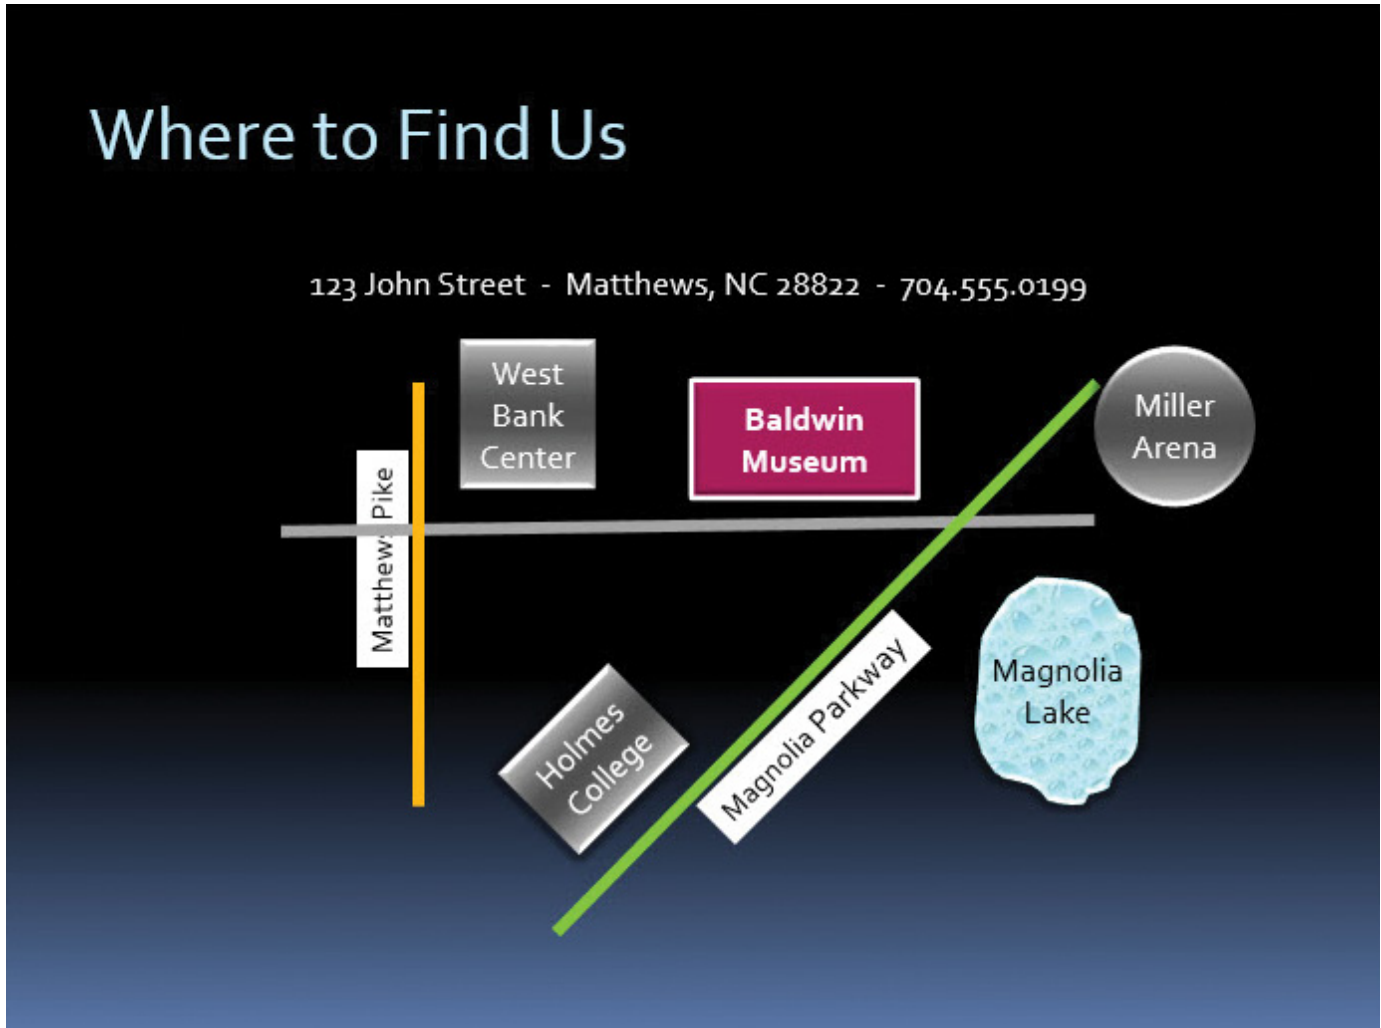 Where to Find Us
123 John Street - Matthews, NC 28822 - 704.555.0199
West
Bank
Center
Baldwin
Museum
Miller
Arena
Matthews Pike
Magnolia
Lake
Magnolia Parkway
Holmes
College